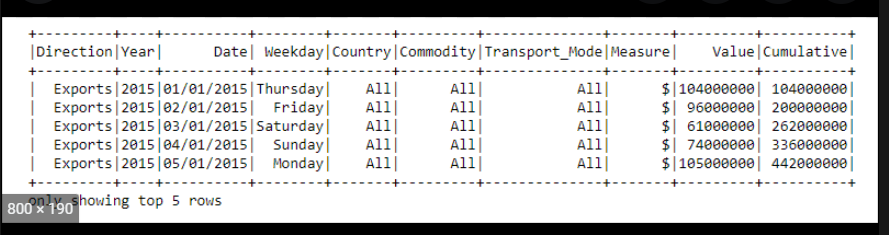 +---------+----+----------+--------+-------+---------+--------------+-------+---------+----------+
|Direction|Year|      Date| Weekday|Country|Commodity|Transport_Mode|Measure|    Value|Cumulative|
+---------+----+----------+--------+-------+---------+--------------+-------+---------+----------+
|  Exports|2015|01/01/2015|Thursday|    All|      All|           All|      $|104000000| 104000000|
|  Exports|2015|02/01/2015|  Friday|    All|      All|           All|      $| 96000000| 200000000|
|  Exports|2015|03/01/2015|Saturday|    All|      All|           All|      $| 61000000| 262000000|
|  Exports|2015|04/01/2015|  Sunday|    All|      All|           All|      $| 74000000| 336000000|
|  Exports|2015|05/01/2015|  Monday|    All|      All|           All|      $|105000000| 442000000|
+---------+----+----------+--------+-------+---------+--------------+-------+---------+----------+
only showing top 5 rows
800 × 190